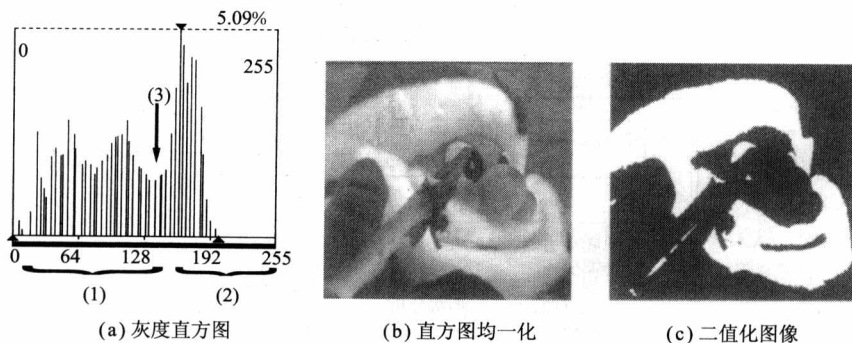 5.09%
0
255
(3)
0 64 128 192 255
(1) (2)
(a) 灰度直方图
(b) 直方图均一化
(c) 二值化图像